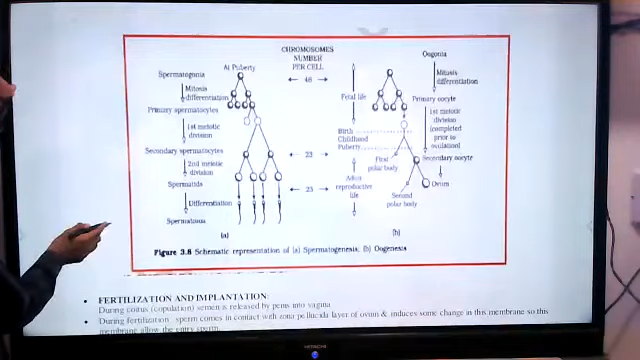 CHROMOSOMES
NUMBER
PER CELL
Spermatogonia
At Puberty
46
Oogonia
Mitosis
differentiation
Mitosis
differentiation
Fetal life
Primary spermatocytes
Primary oocyte
1st meiotic
division
1st meiotic
division
(completed
prior to
ovulation)
Birth
Childhood
Puberty
Secondary spermatocytes
23
First
polar body
Secondary oocyte
2nd meiotic
division
Spermatids
23
Adult
reproductive
life
Ovum
Differentiation
Second
polar body
Spermatozoa
(a)
(b)
Figure 3.8 Schematic representation of (a) Spermatogenesis; (b) Oogenesis
• FERTILIZATION AND IMPLANTATION:
During coitus (copulation) semen is released by penis into vagina
• During fertilization sperm comes in contact with zona pellucida layer of ovum & induces some change in this membrane so this
membrane allow the entry sperm.
HITACHI